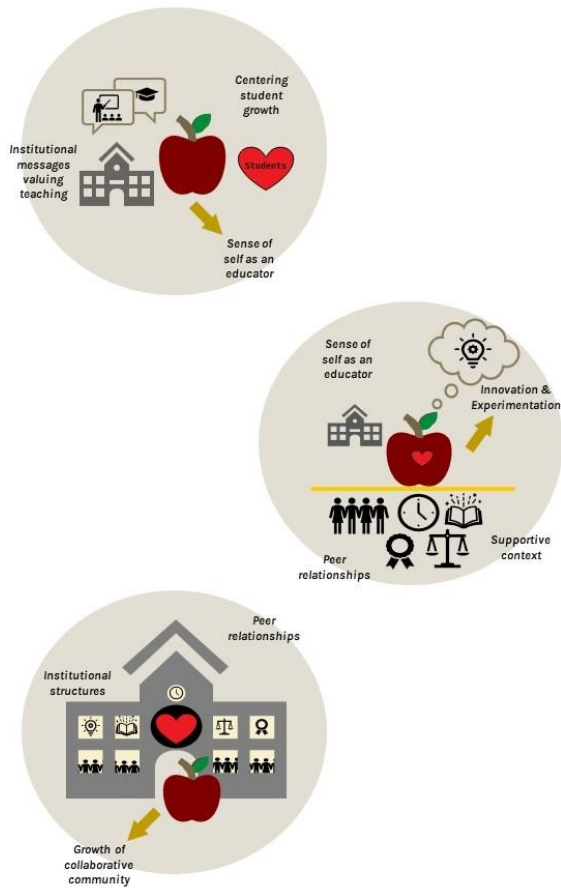 Centering
student
growth
Institutional
messages
valuing
teaching
Students
Sense of
self as an
educator
Sense of
self as an
educator
Innovation &
Experimentation
Supportive
context
Peer
relationships
Peer
relationships
Institutional
structures
Growth of
collaborative
community